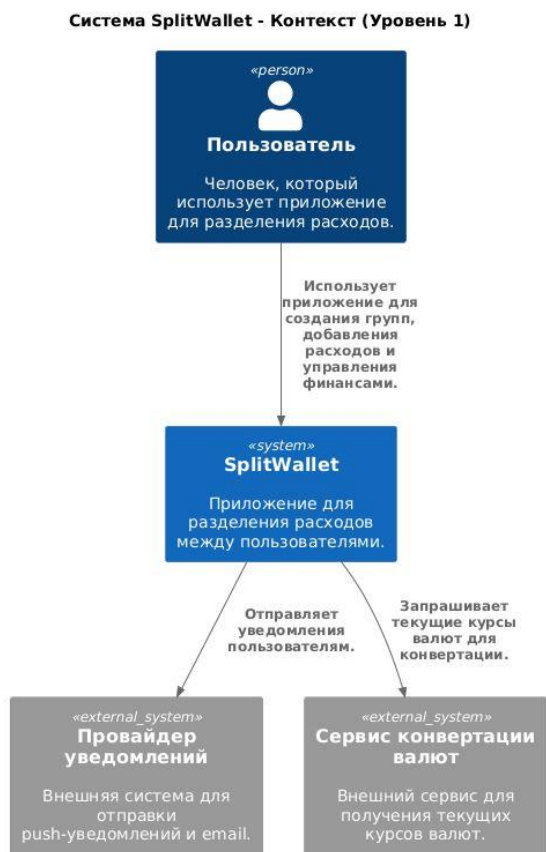 Система SplitWallet - Контекст (Уровень 1)
«person»
Пользователь
Человек, который
использует приложение
для разделения расходов.
Использует
приложение для
создания групп,
добавления
расходов и
управления
финансами.
«system»
SplitWallet
Приложение для
разделения расходов
между пользователями.
Отправляет
уведомления
пользователям.
Запрашивает
текущие курсы
валют для
конвертации.
«external_system»
Провайдер
уведомлений
Внешняя система для
отправки
push-уведомлений и email.
«external_system»
Сервис конвертации
валют
Внешний сервис для
получения текущих
курсов валют.